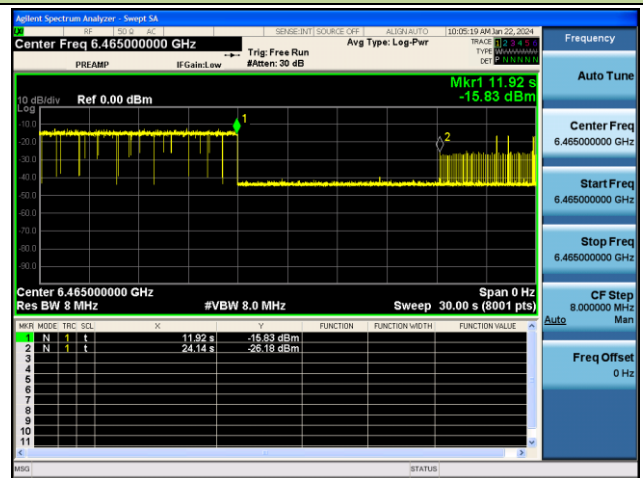 Agilent Spectrum Analyzer - Swept SA
RF 50 Ω AC SENSE:INT SOURCE OFF ALIGN AUTO 10:05:19 AM Jan 22, 2024
Center Freq 6.465000000 GHz
Avg Type: Log-Pwr
TRACE 1 2 3 4 5 6
TYPE
DET P N N N N N
PREAMP IFGain:Low
Trig: Free Run
#Atten: 30 dB
Mkr1 11.92 s
-15.83 dBm
10 dB/div Ref 0.00 dBm
Log
-10.0
-20.0
-30.0
-40.0
-50.0
-60.0
-80.0
-90.0
1
2
Center 6.465000000 GHz Span 0 Hz
Res BW 8 MHz #VBW 8.0 MHz Sweep 30.00 s (8001 pts)
MKR MODE TRC SCL X Y FUNCTION FUNCTION WIDTH FUNCTION VALUE
1 N 1 t 11.92 s -15.83 dBm
2 N 1 t 24.14 s -26.18 dBm
3
4
5
6
7
8
9
10
11
MSG STATUS
Frequency
Auto Tune
Center Freq
6.465000000 GHz
Start Freq
6.465000000 GHz
Stop Freq
6.465000000 GHz
CF Step
8.000000 MHz
Auto Man
Freq Offset
0 Hz